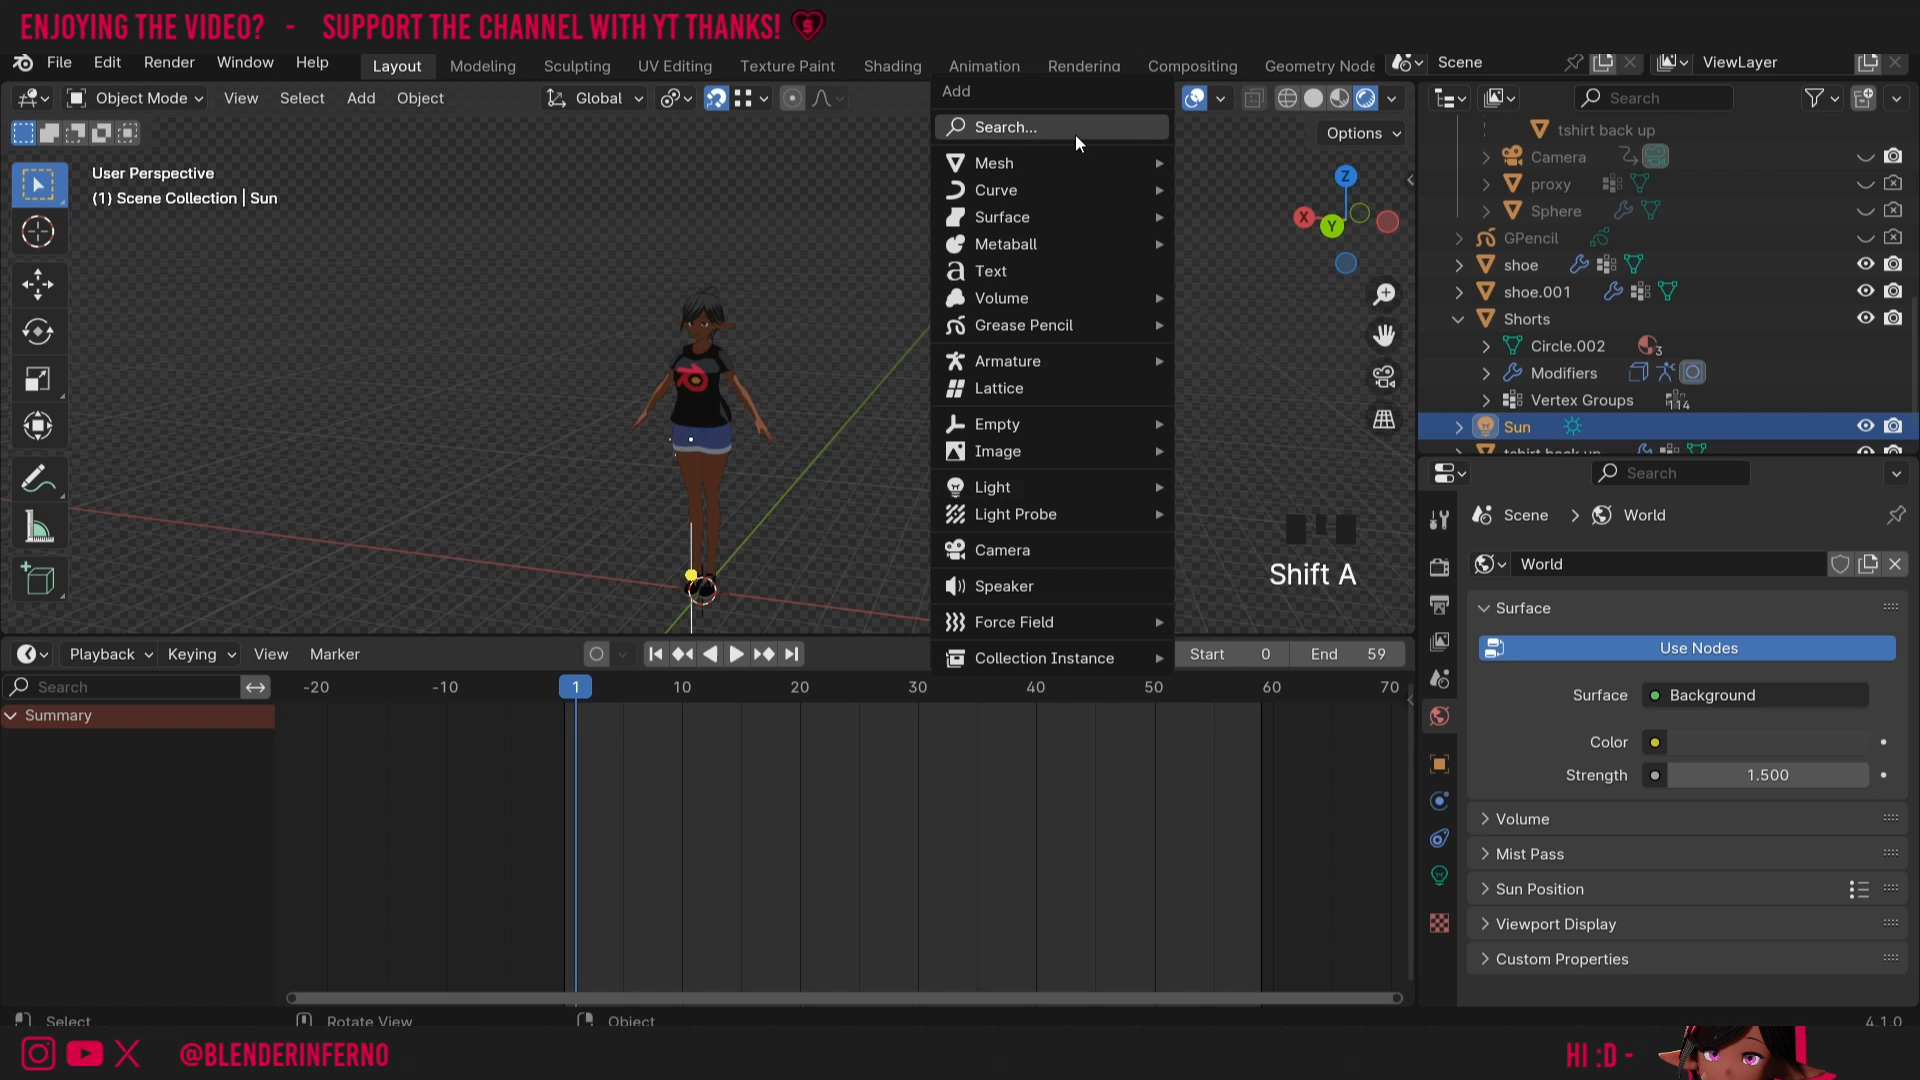 ENJOYING THE VIDEO? - SUPPORT THE CHANNEL WITH YT THANKS!
File Edit Render Window Help
Layout Modeling Sculpting UV Editing Texture Paint Shading Animation Rendering Compositing Geometry Node
Scene ViewLayer
Object Mode View Select Add Object
Global
Search
Options
User Perspective
(1) Scene Collection | Sun
Add
Search...
Mesh
Curve
Surface
Metaball
Text
Volume
Grease Pencil
Armature
Lattice
Empty
Image
Light
Light Probe
Camera
Speaker
Force Field
Collection Instance
Z
X
Y
Shift A
tshirt back up
Camera
proxy
Sphere
GPencil
shoe
shoe.001
Shorts
Circle.002 3
Modifiers
Vertex Groups 14
Sun
tshirt back up
Search
Scene > World
World
Surface
Use Nodes
Surface Background
Color
Strength 1.500
Volume
Mist Pass
Sun Position
Viewport Display
Custom Properties
Playback Keying View Marker
Start 0 End 59
Search
-20 -10 1 10 20 30 40 50 60 70
Summary
Select Rotate View Object
4.1.0
@BLENDERINFERNO
HI :D -